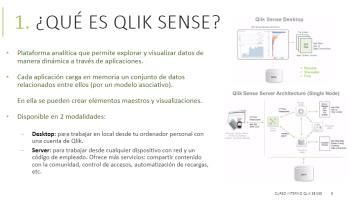 1. ¿QUÉ ES QLIK SENSE?
Plataforma analítica que permite explorar y visualizar datos de
manera dinámica a través de aplicaciones.
Cada aplicación carga en memoria un conjunto de datos
relacionados entre ellos (por un modelo asociativo).
En ella se pueden crear elementos maestros y visualizaciones.
Disponible en 2 modalidades:
Desktop: para trabajar en local desde tu ordenador personal con
una cuenta de Qlik.
Server: para trabajar desde cualquier dispositivo con red y un
código de empleado. Ofrece más servicios: compartir contenido
con la comunidad, control de accesos, automatización de recargas,
etc.
Qlik Sense Desktop
Qlik Sense Server Architecture (Single Node)
CURSO INTERNO QLIK SENSE